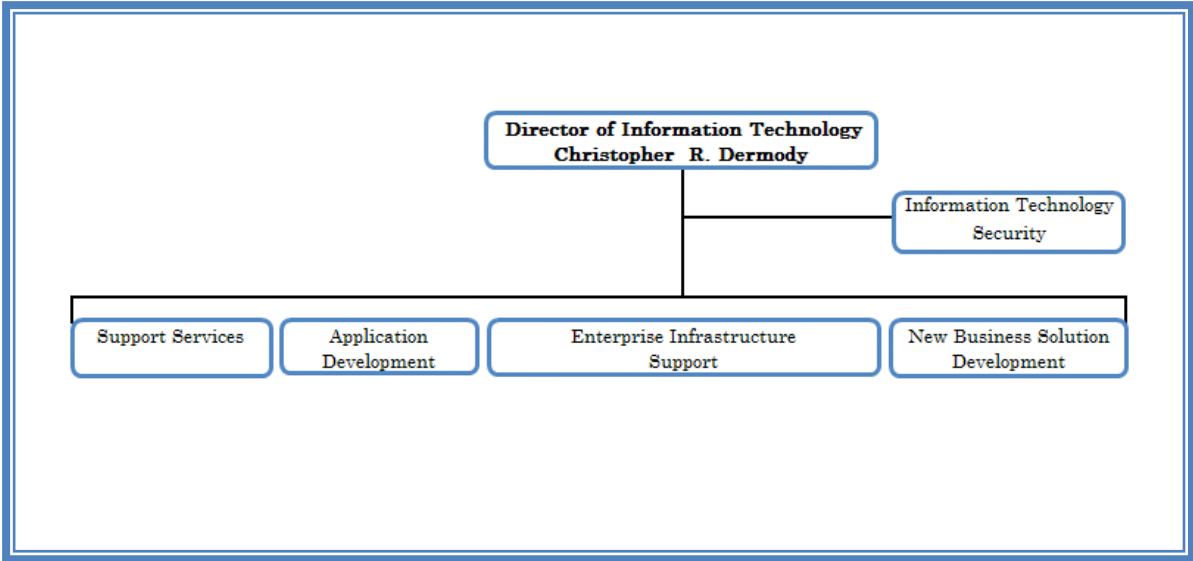 Director of Information Technology
Christopher R. Dermody
Information Technology
Security
Support Services
Application
Development
Enterprise Infrastructure
Support
New Business Solution
Development